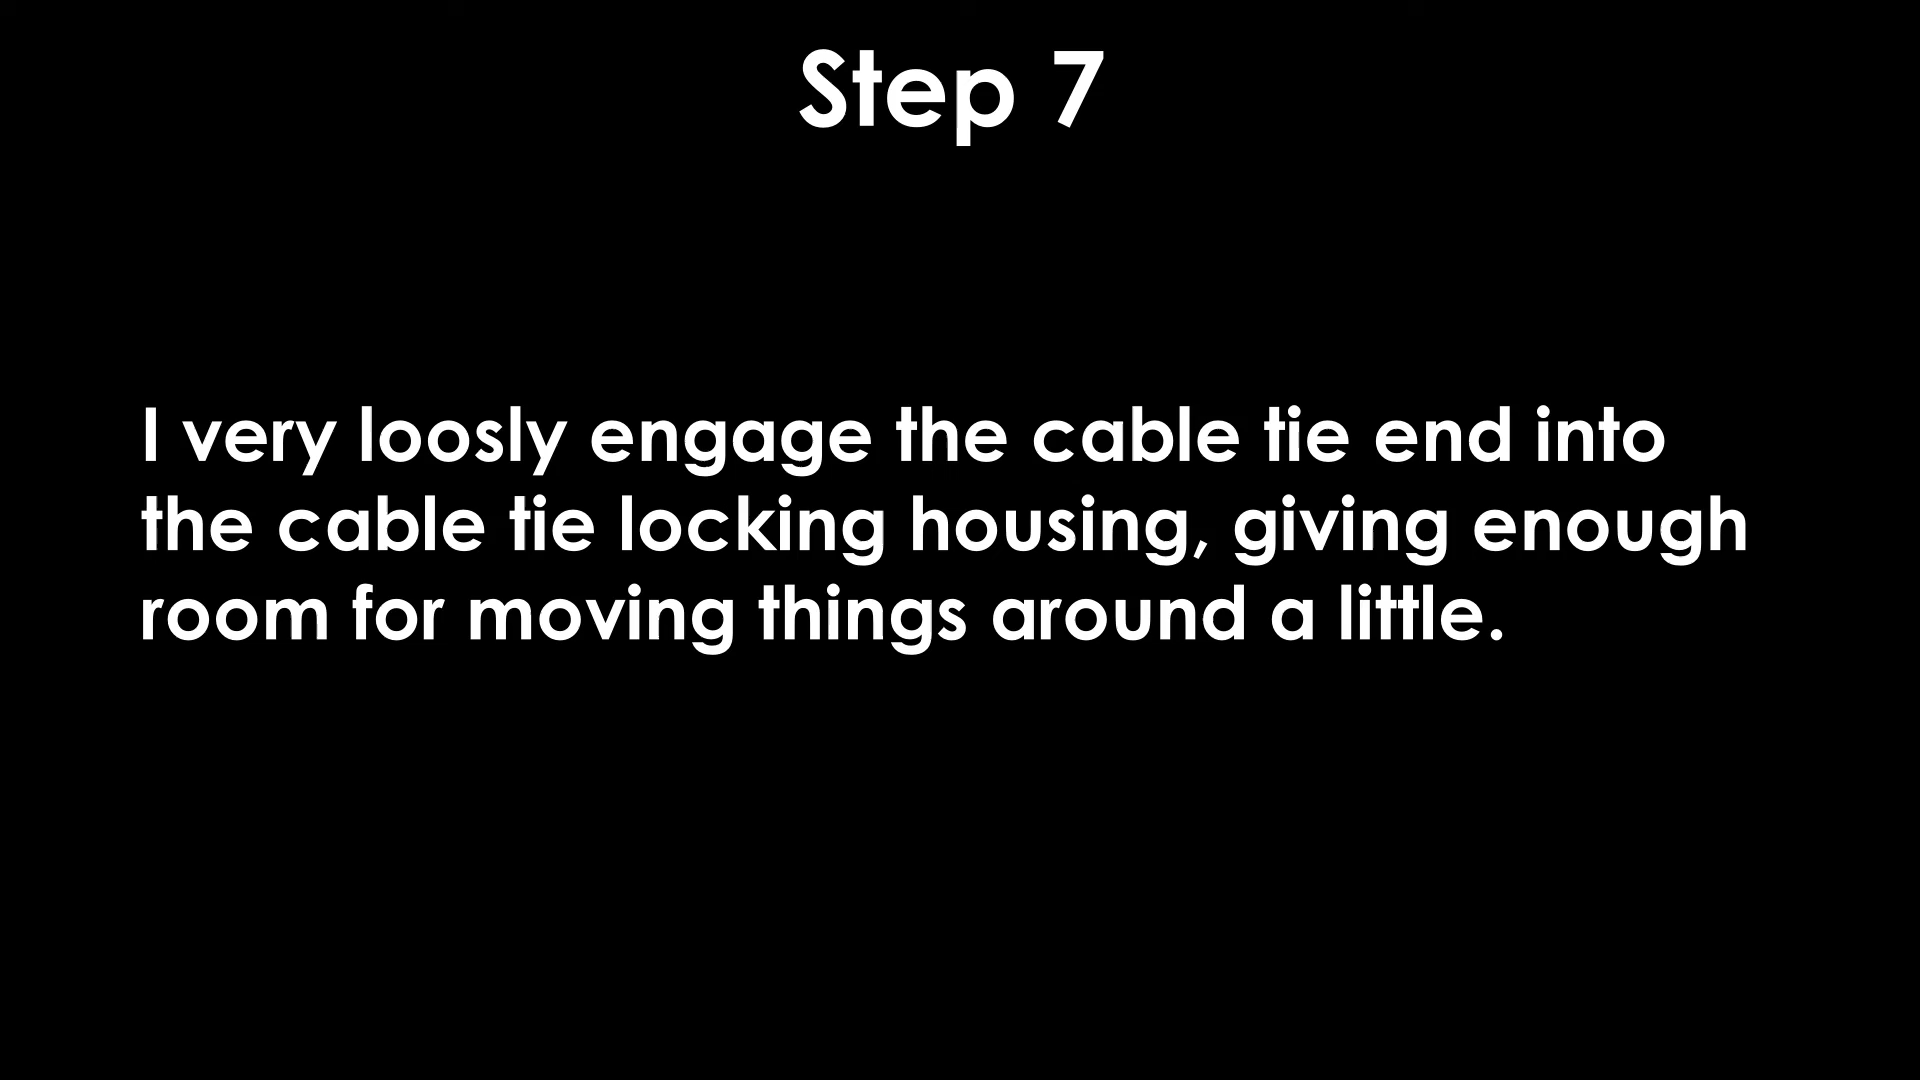 Step 7
I very loosly engage the cable tie end into
the cable tie locking housing, giving enough
room for moving things around a little.